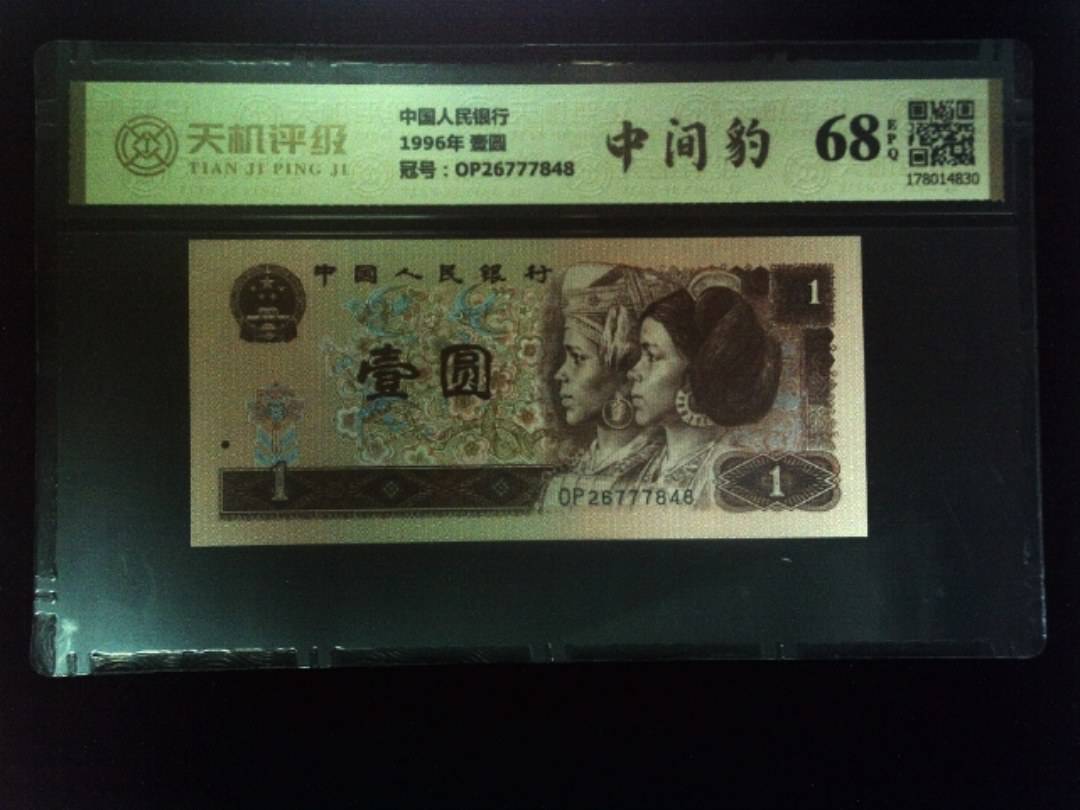 天机评级
TIAN JI PING JI
中国人民银行
1996年 壹圆
冠号：OP26777848
中间豹
68
EPQ
178014830
中国人民银行
1
壹圆
1
OP26777848
1